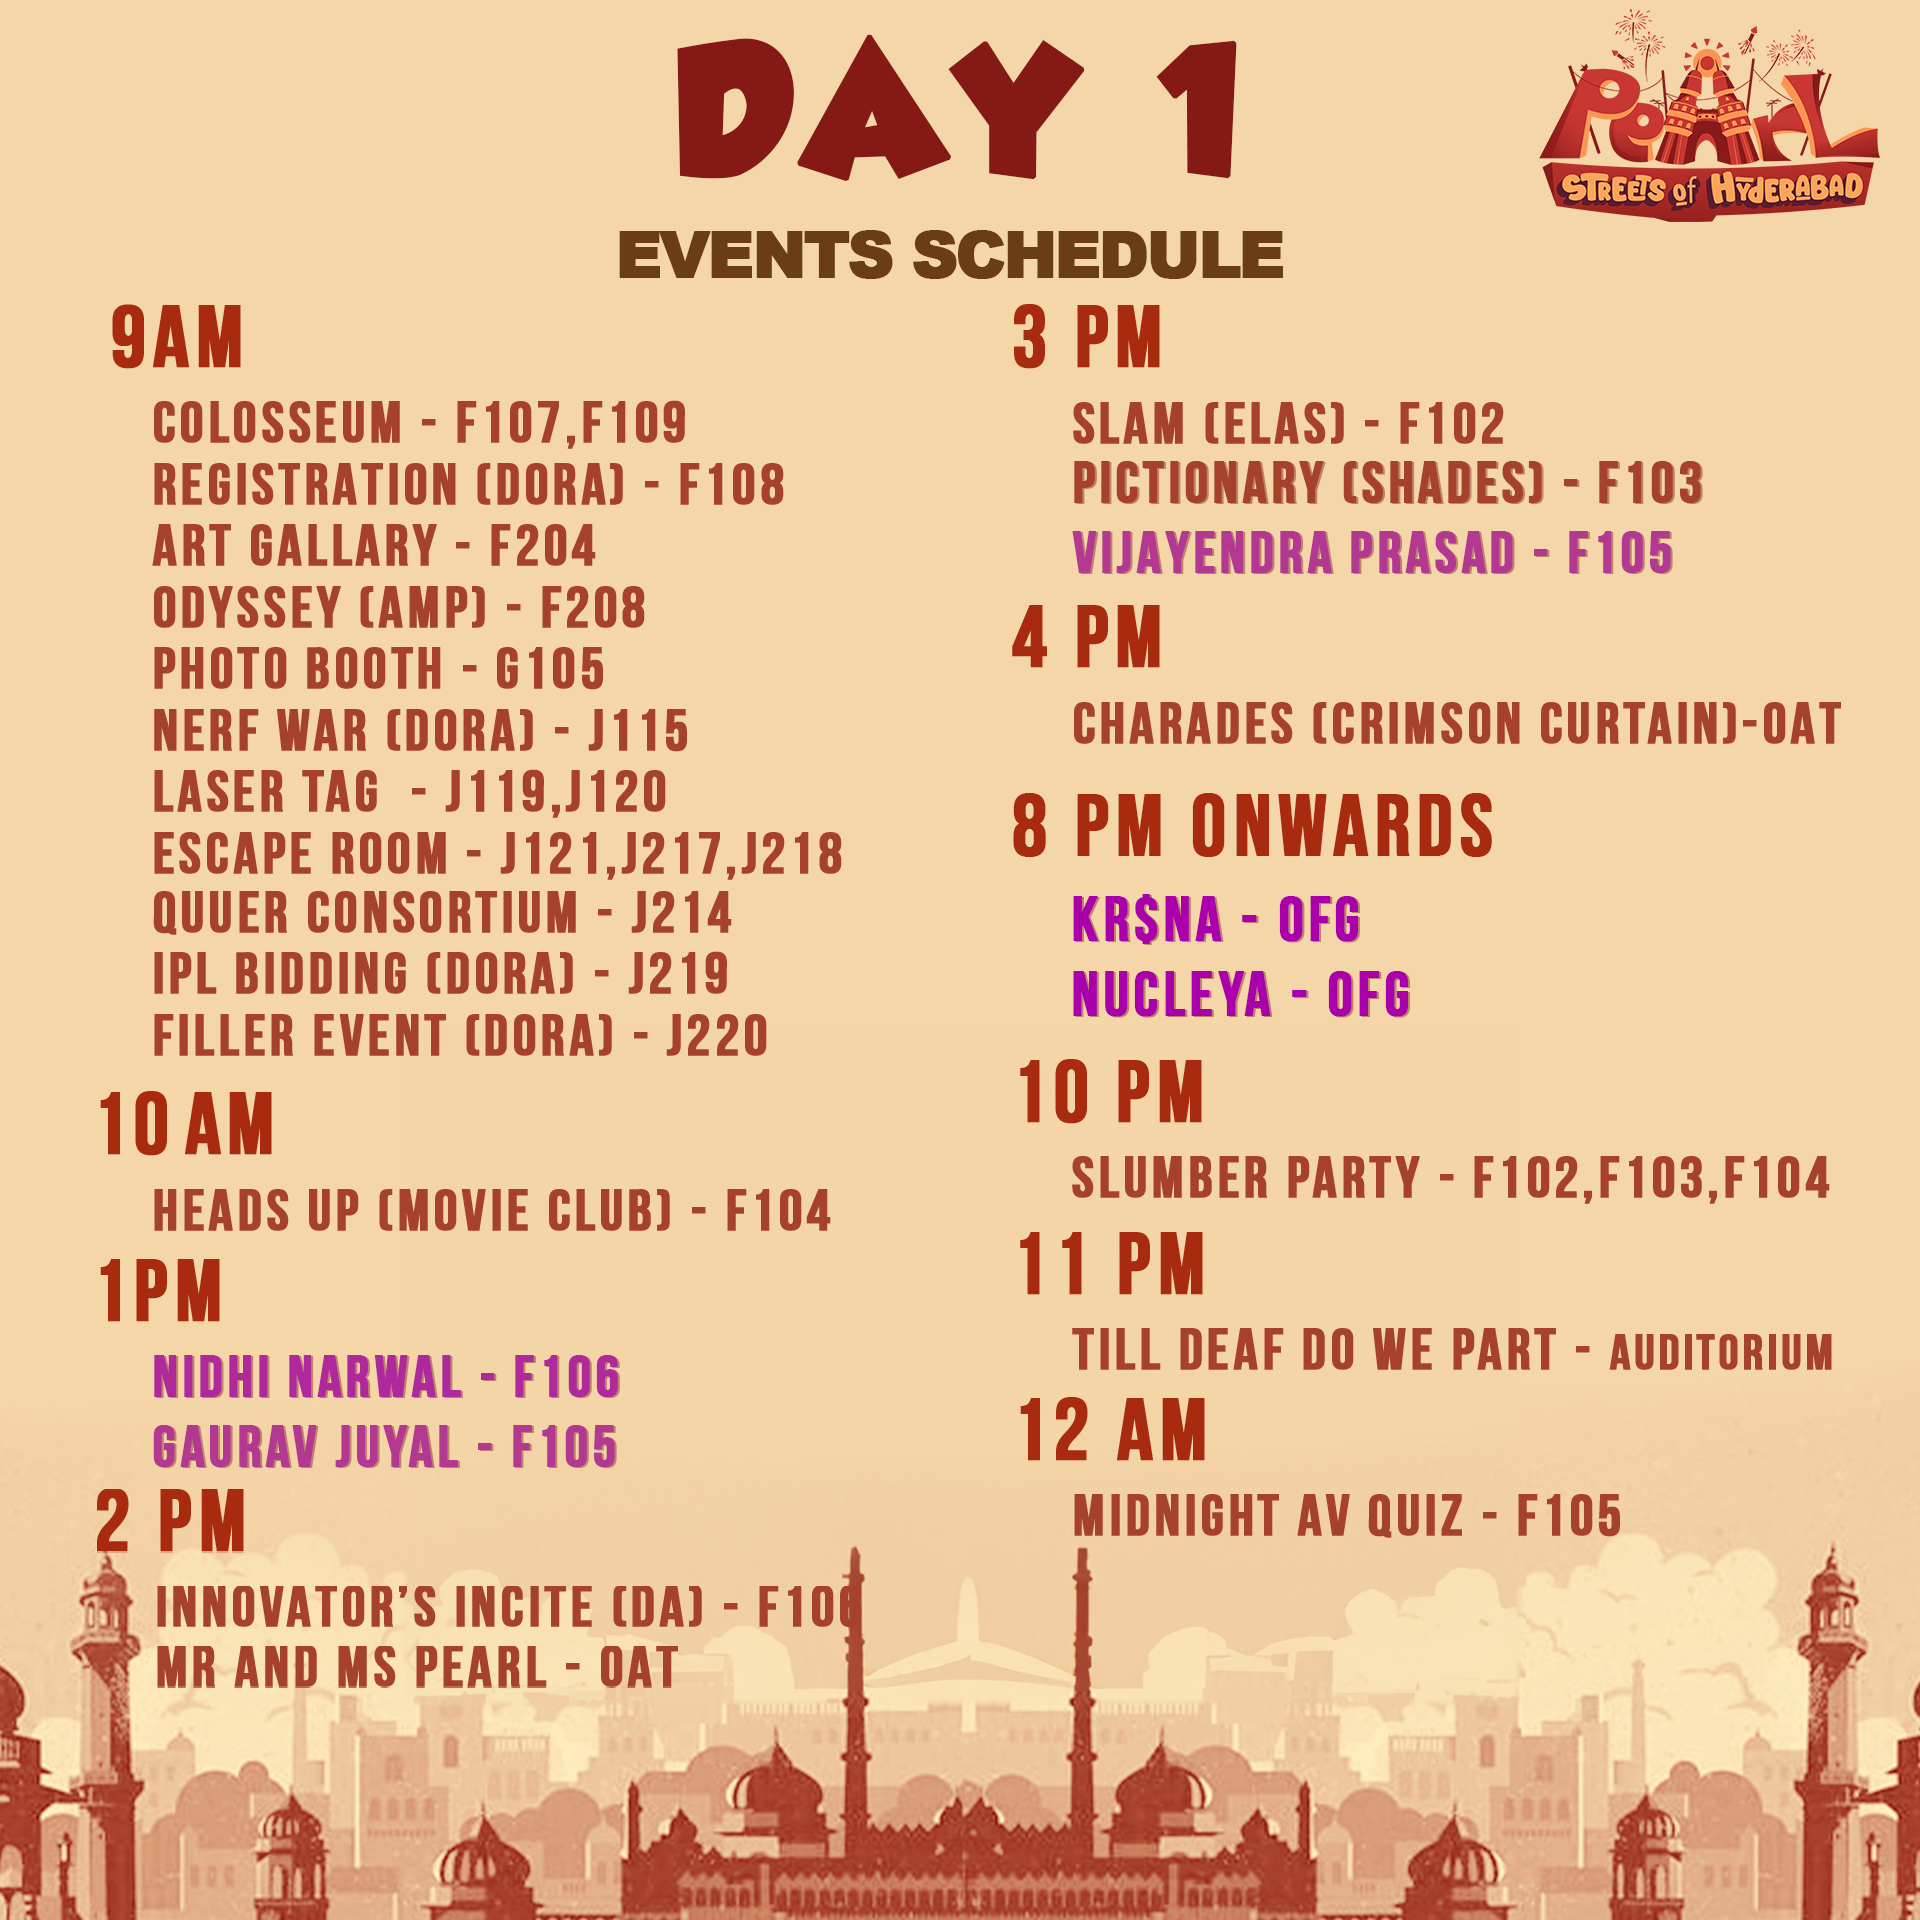 DAY 1
PeArL
STREETS of HYDERABAD
EVENTS SCHEDULE
9AM
COLOSSEUM - F107,F109
REGISTRATION (DORA) - F108
ART GALLARY - F204
ODYSSEY (AMP) - F208
PHOTO BOOTH - G105
NERF WAR (DORA) - J115
LASER TAG - J119,J120
ESCAPE ROOM - J121,J217,J218
QUUER CONSORTIUM - J214
IPL BIDDING (DORA) - J219
FILLER EVENT (DORA) - J220
10 AM
HEADS UP (MOVIE CLUB) - F104
1PM
NIDHI NARWAL - F106
GAURAV JUYAL - F105
2 PM
INNOVATOR’S INCITE (DA) - F106
MR AND MS PEARL - OAT
3 PM
SLAM (ELAS) - F102
PICTIONARY (SHADES) - F103
VIJAYENDRA PRASAD - F105
4 PM
CHARADES (CRIMSON CURTAIN)-OAT
8 PM ONWARDS
KR$NA - OFG
NUCLEYA - OFG
10 PM
SLUMBER PARTY - F102,F103,F104
11 PM
TILL DEAF DO WE PART - AUDITORIUM
12 AM
MIDNIGHT AV QUIZ - F105